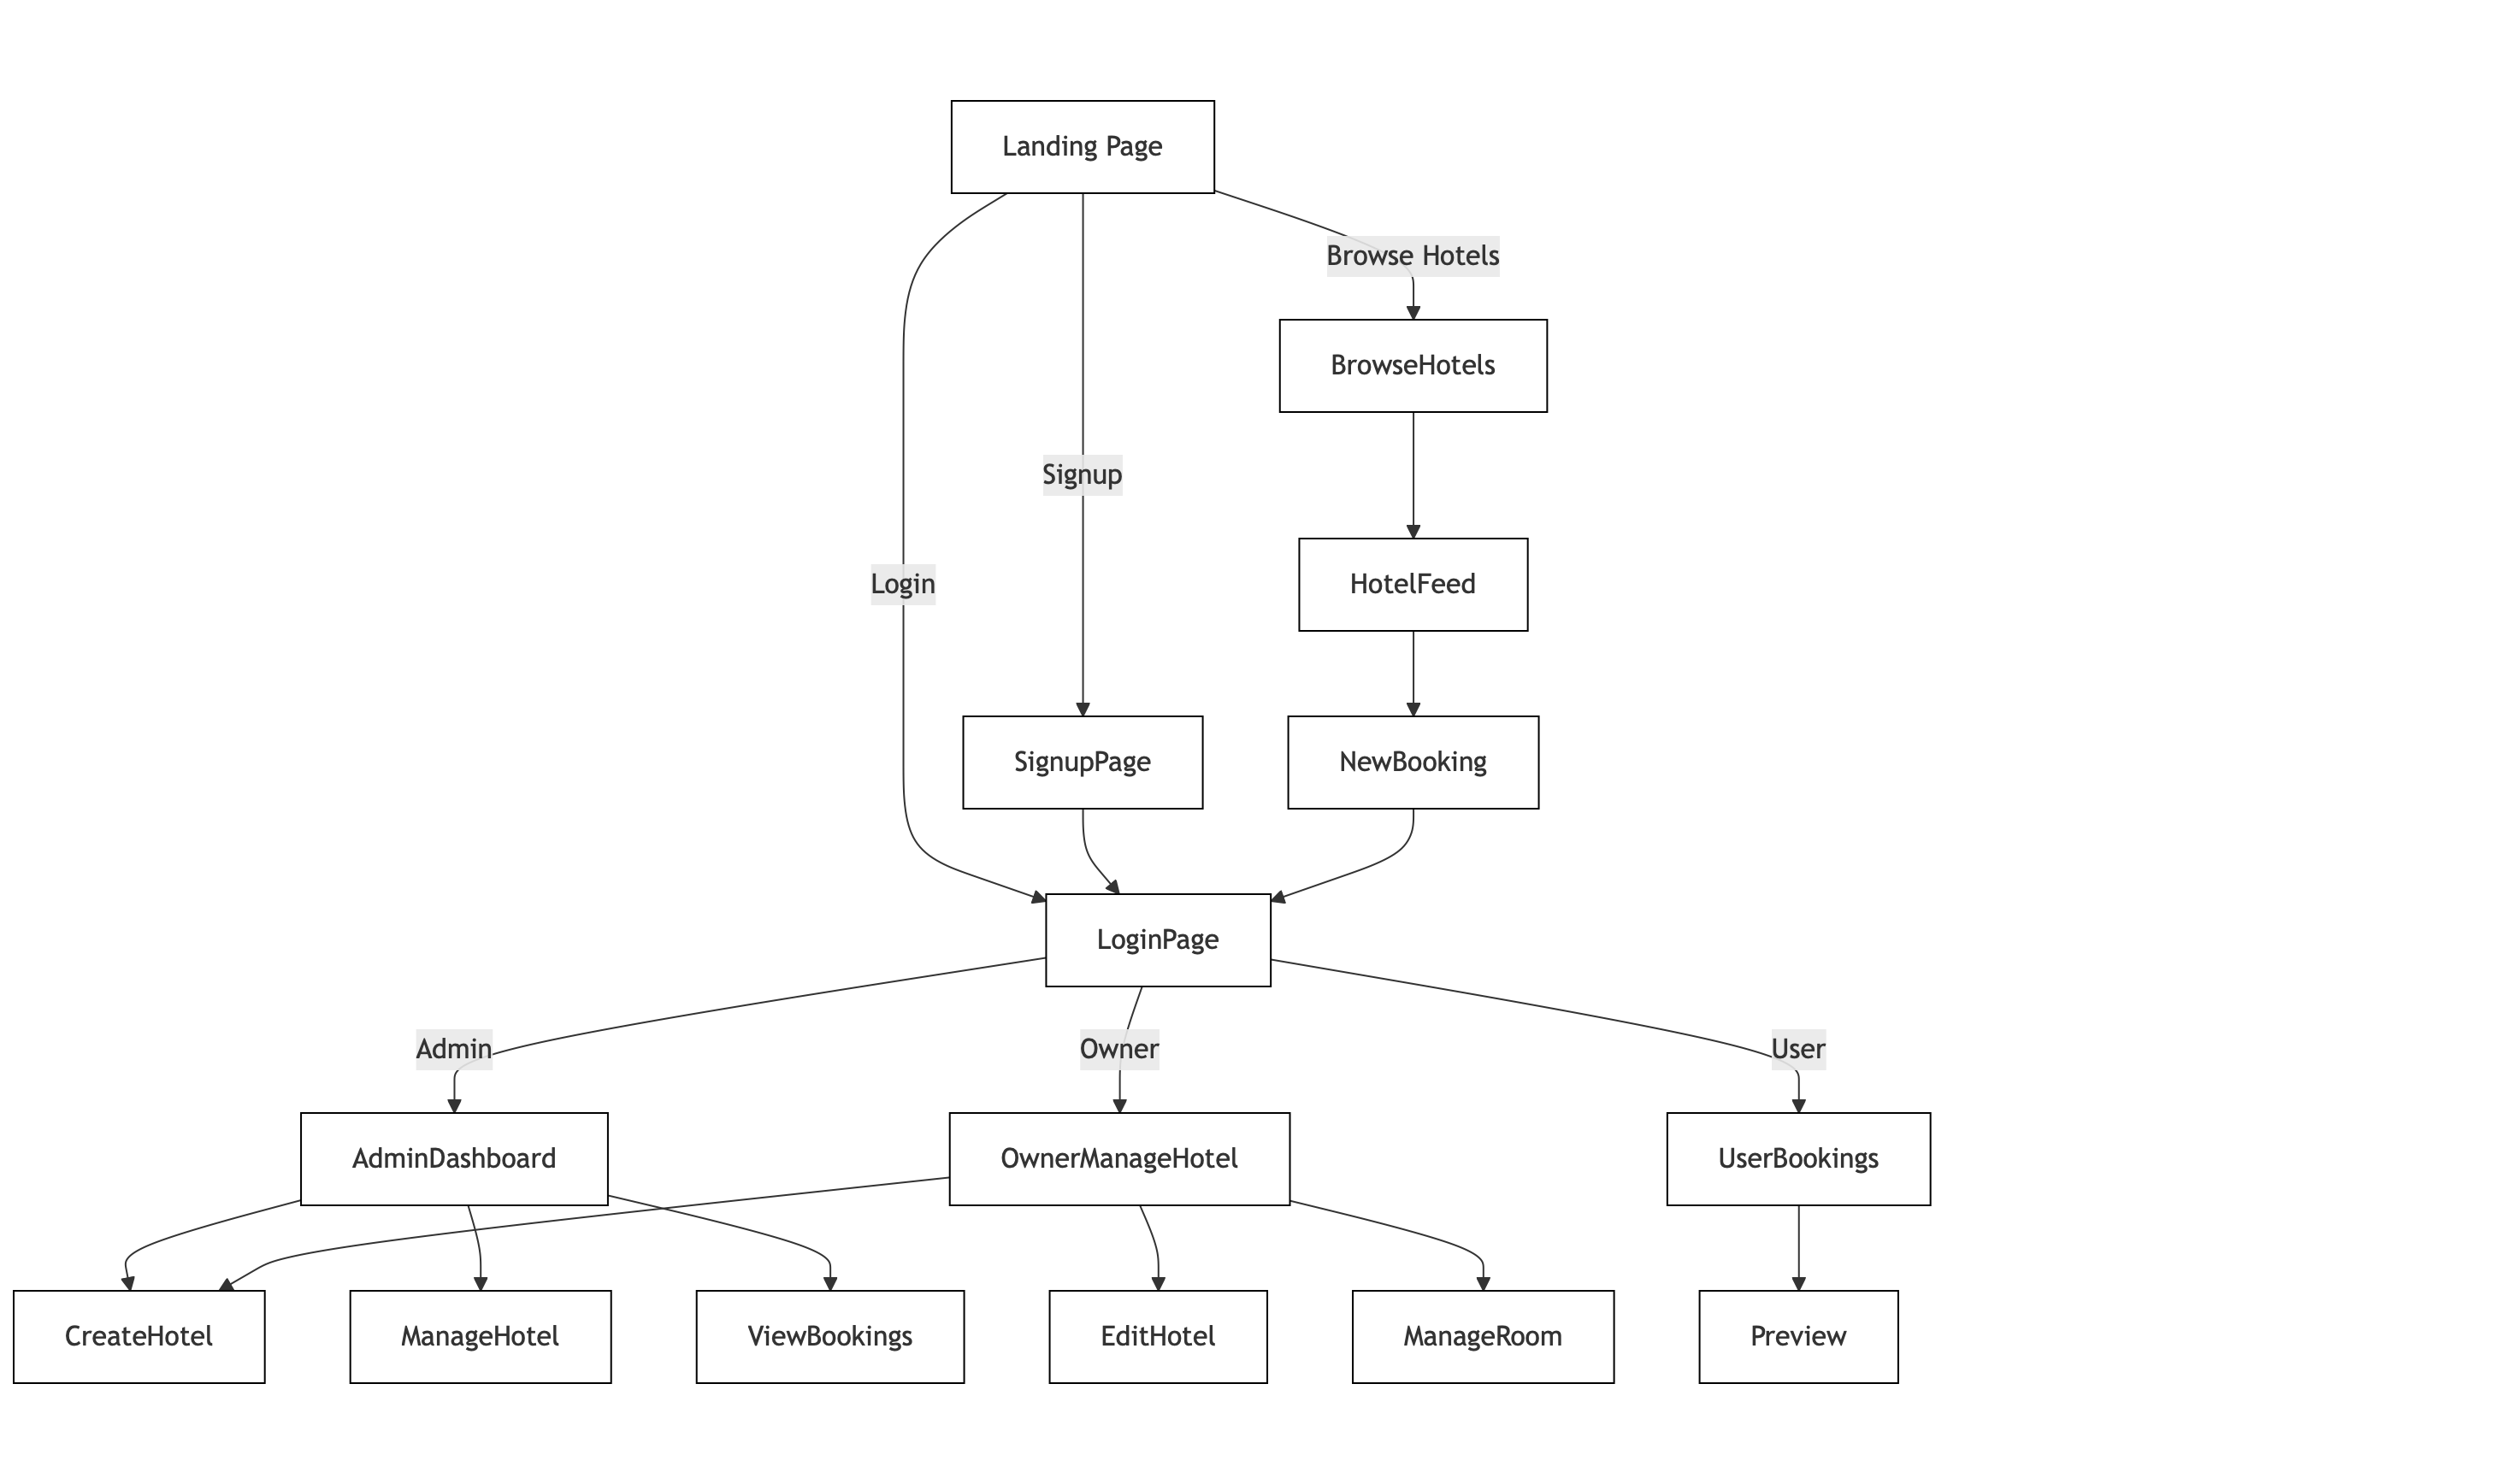 Landing Page
Browse Hotels
BrowseHotels
Signup
Login
HotelFeed
SignupPage
NewBooking
LoginPage
Admin
Owner
User
AdminDashboard
OwnerManageHotel
UserBookings
CreateHotel
ManageHotel
ViewBookings
EditHotel
ManageRoom
Preview